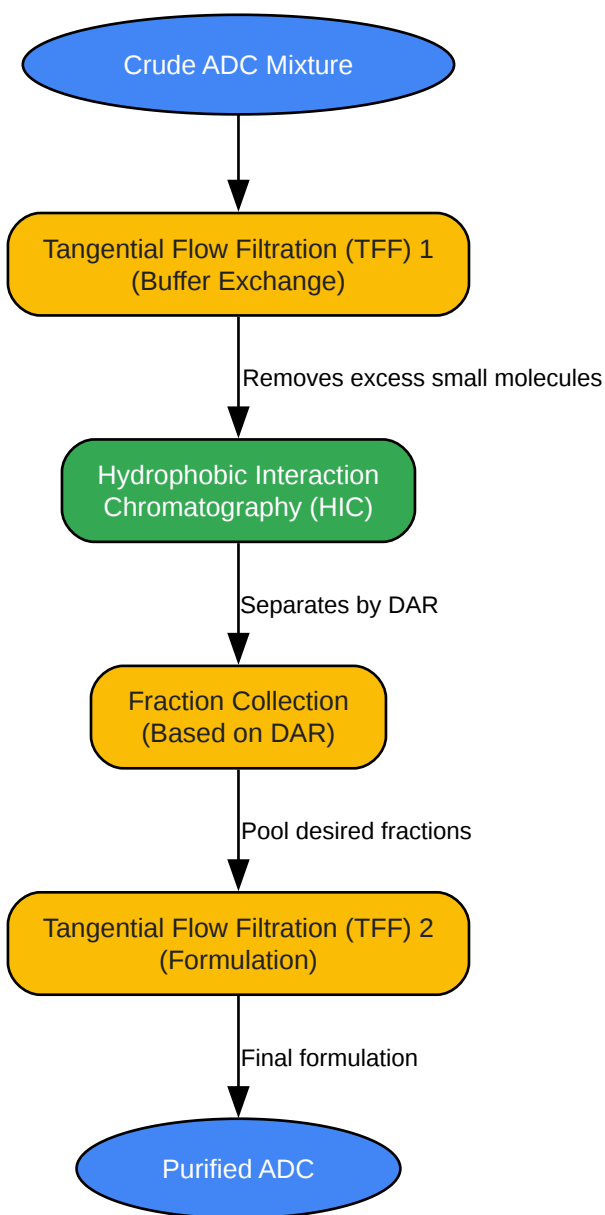 Crude ADC Mixture
Tangential Flow Filtration (TFF) 1
(Buffer Exchange)
Removes excess small molecules
Hydrophobic Interaction
Chromatography (HIC)
Separates by DAR
Fraction Collection
(Based on DAR)
Pool desired fractions
Tangential Flow Filtration (TFF) 2
(Formulation)
Final formulation
Purified ADC